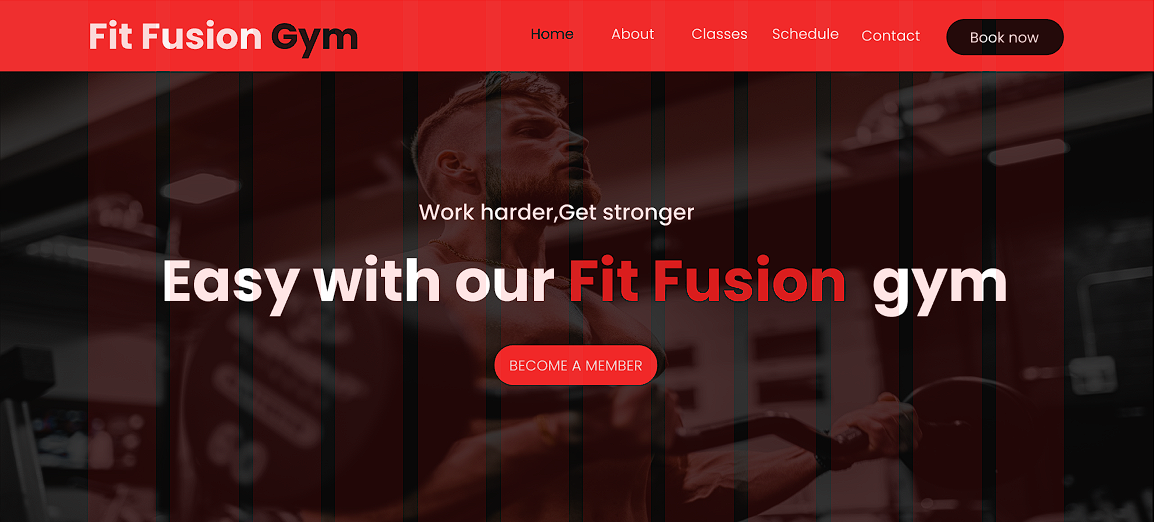 Fit Fusion Gym
Home About Classes Schedule Contact Book now
Work harder,Get stronger
Easy with our Fit Fusion gym
BECOME A MEMBER